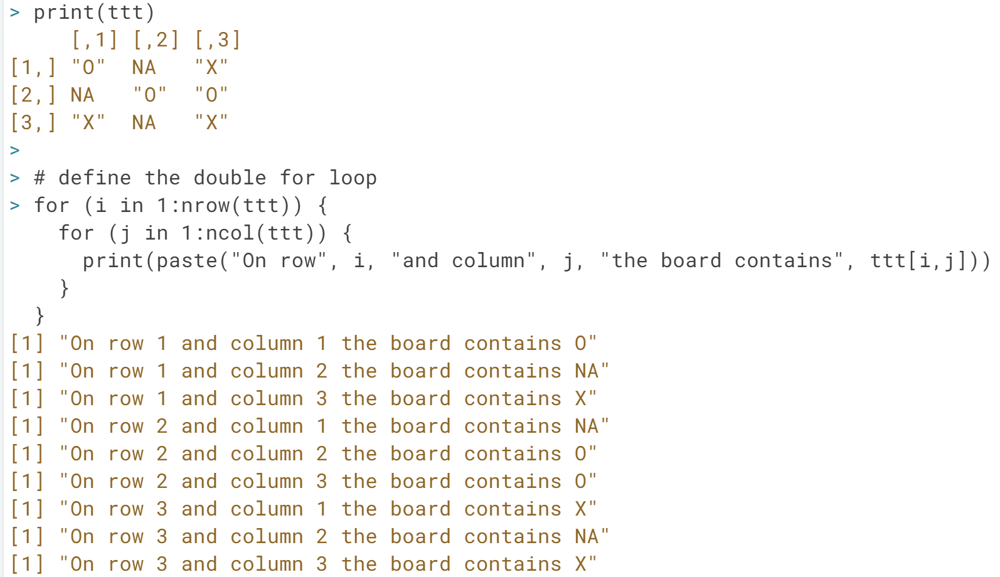 > print(ttt)
     [,1] [,2] [,3]
[1,] "O"  NA   "X"
[2,] NA   "O"  "O"
[3,] "X"  NA   "X"
>
> # define the double for loop
> for (i in 1:nrow(ttt)) {
    for (j in 1:ncol(ttt)) {
      print(paste("On row", i, "and column", j, "the board contains", ttt[i,j]))
    }
  }
[1] "On row 1 and column 1 the board contains O"
[1] "On row 1 and column 2 the board contains NA"
[1] "On row 1 and column 3 the board contains X"
[1] "On row 2 and column 1 the board contains NA"
[1] "On row 2 and column 2 the board contains O"
[1] "On row 2 and column 3 the board contains O"
[1] "On row 3 and column 1 the board contains X"
[1] "On row 3 and column 2 the board contains NA"
[1] "On row 3 and column 3 the board contains X"